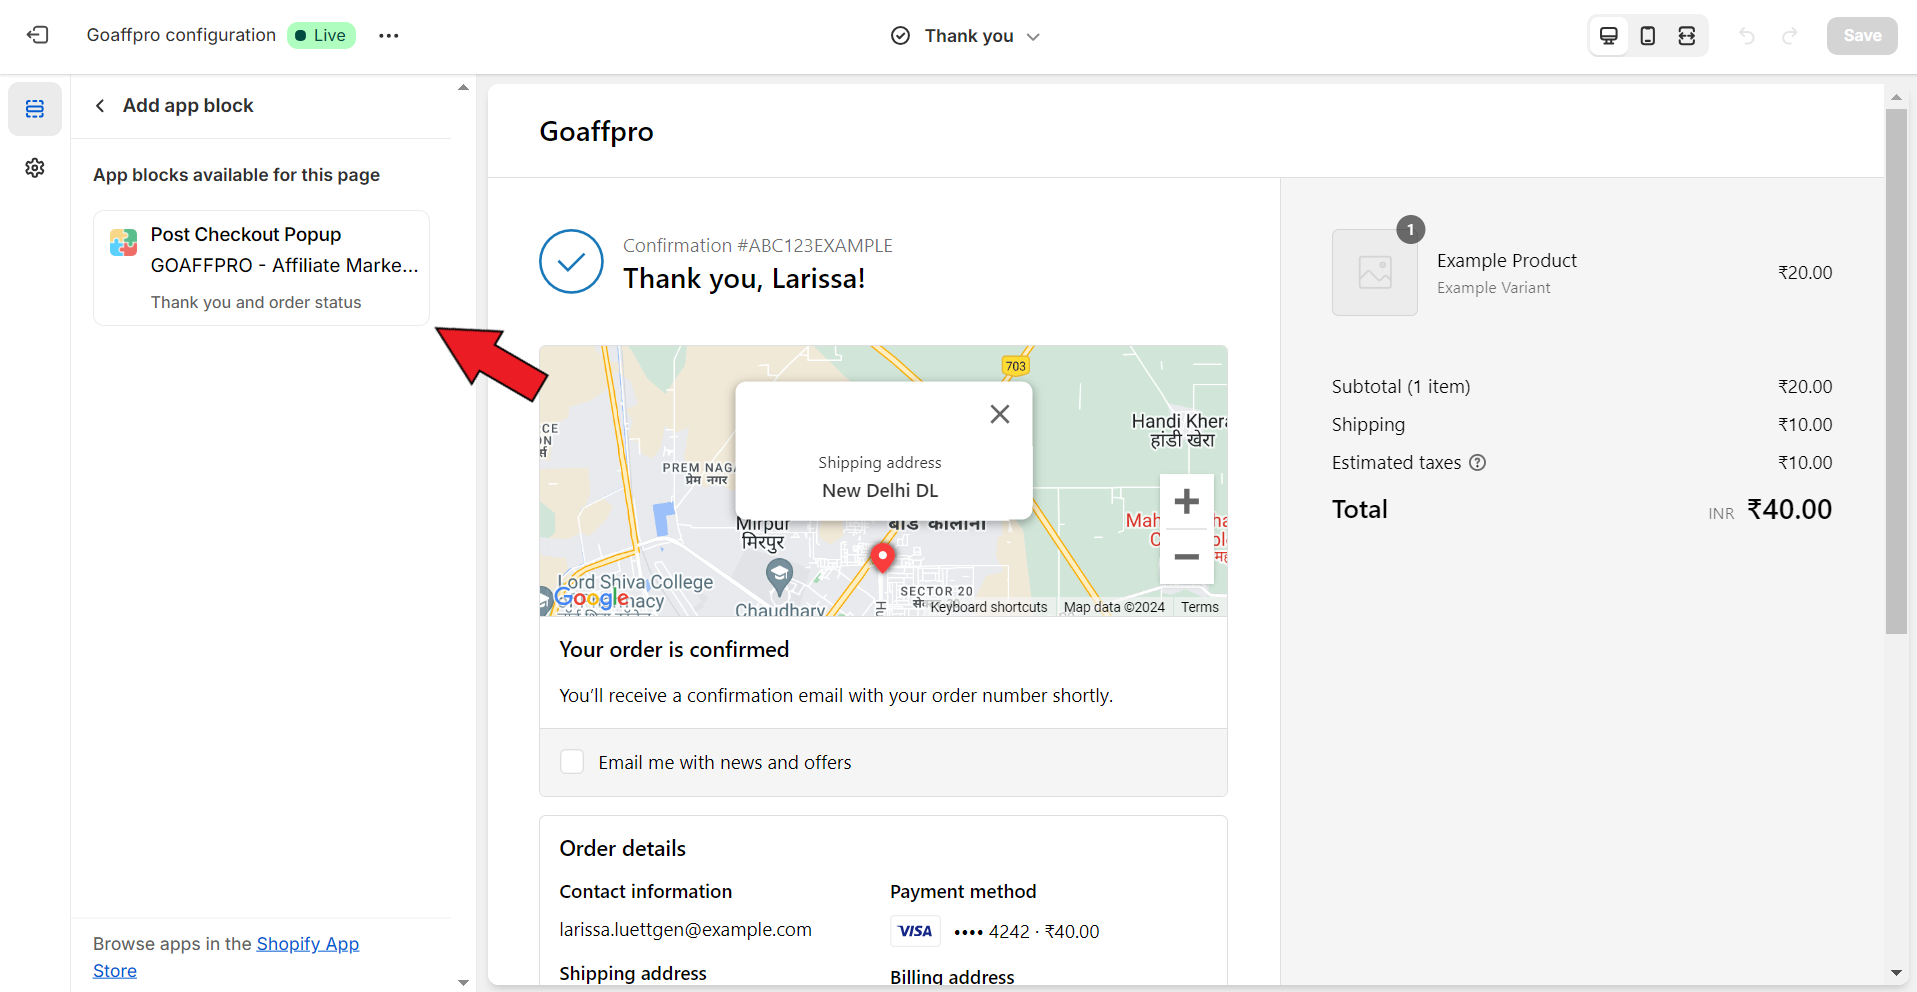 Goaffpro configuration
Live
Thank you
Save
Add app block
App blocks available for this page
Post Checkout Popup
GOAFFPRO - Affiliate Marke...
Thank you and order status
Browse apps in the Shopify App
Store
Goaffpro
Confirmation #ABC123EXAMPLE
Thank you, Larissa!
703
Handi Khera
हांडी खेरा
PREM NAGA
प्रेम नगर
Shipping address
New Delhi DL
Mirpur
मिरपुर
Lord Shiva College
Google
Chaudhary
SECTOR 20
Keyboard shortcuts
Map data ©2024
Terms
Your order is confirmed
You’ll receive a confirmation email with your order number shortly.
Email me with news and offers
Order details
Contact information
larissa.luettgen@example.com
Shipping address
Payment method
VISA •••• 4242 · ₹40.00
Billing address
1
Example Product
Example Variant
₹20.00
Subtotal (1 item) ₹20.00
Shipping ₹10.00
Estimated taxes ₹10.00
Total INR ₹40.00